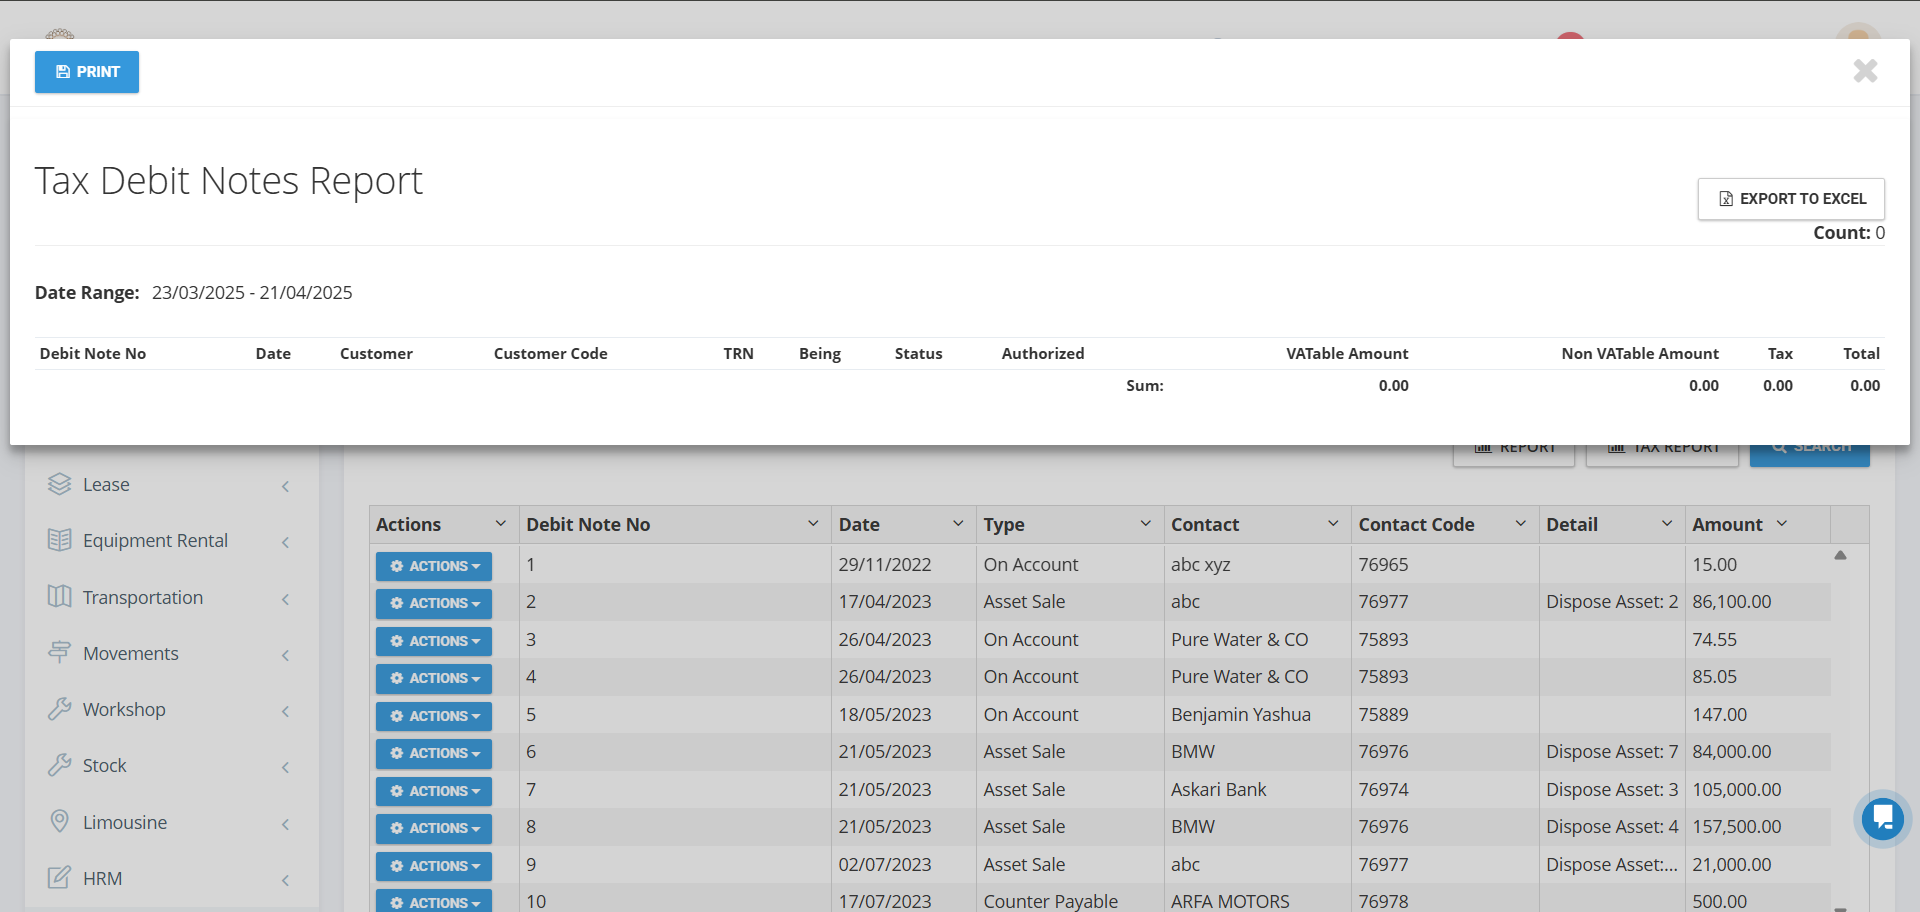 PRINT
Tax Debit Notes Report
EXPORT TO EXCEL
Count: 0
Date Range: 23/03/2025 - 21/04/2025
Debit Note No Date Customer Customer Code TRN Being Status Authorized VATable Amount Non VATable Amount Tax Total
Sum: 0.00 0.00 0.00 0.00
REPORT TAX REPORT SEARCH
Lease
Equipment Rental
Transportation
Movements
Workshop
Stock
Limousine
HRM
Actions Debit Note No Date Type Contact Contact Code Detail Amount
ACTIONS 1 29/11/2022 On Account abc xyz 76965 15.00
ACTIONS 2 17/04/2023 Asset Sale abc 76977 Dispose Asset: 2 86,100.00
ACTIONS 3 26/04/2023 On Account Pure Water & CO 75893 74.55
ACTIONS 4 26/04/2023 On Account Pure Water & CO 75893 85.05
ACTIONS 5 18/05/2023 On Account Benjamin Yashua 75889 147.00
ACTIONS 6 21/05/2023 Asset Sale BMW 76976 Dispose Asset: 7 84,000.00
ACTIONS 7 21/05/2023 Asset Sale Askari Bank 76974 Dispose Asset: 3 105,000.00
ACTIONS 8 21/05/2023 Asset Sale BMW 76976 Dispose Asset: 4 157,500.00
ACTIONS 9 02/07/2023 Asset Sale abc 76977 Dispose Asset:... 21,000.00
ACTIONS 10 17/07/2023 Counter Payable ARFA MOTORS 76978 500.00